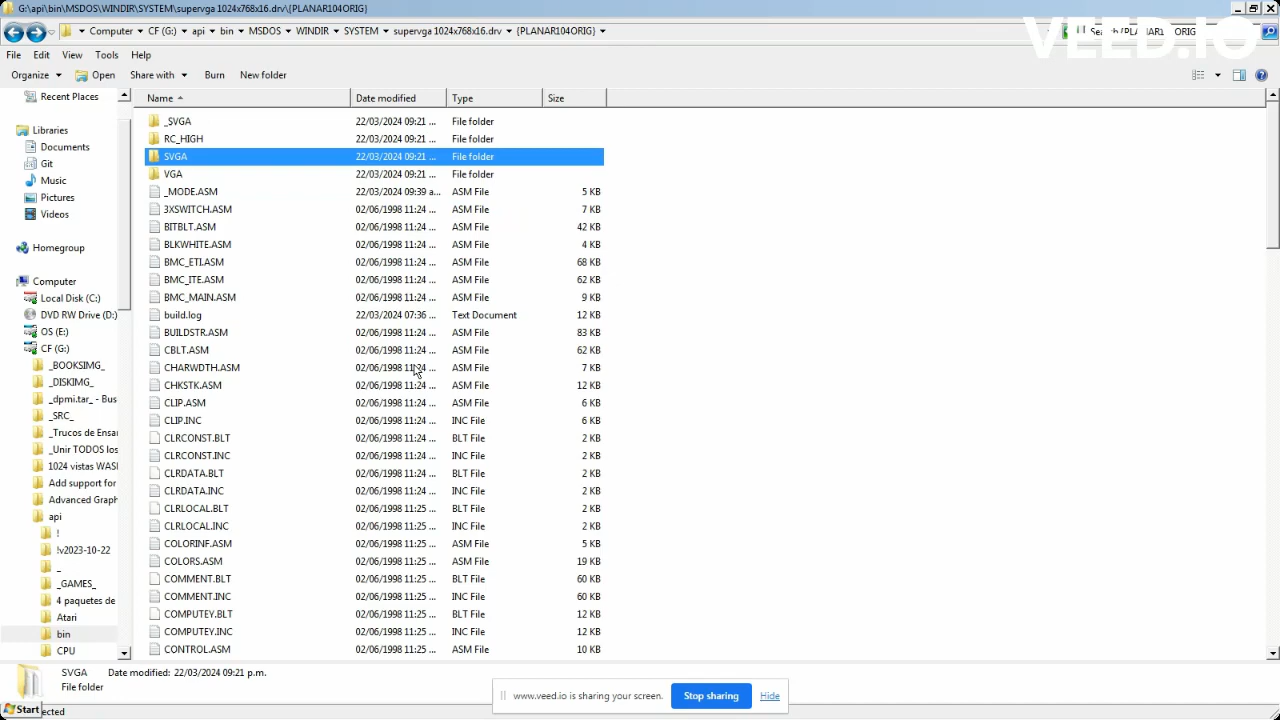 G:\api\bin\MSDOS\WINDIR\SYSTEM\supervga 1024x768x16.drv\{PLANAR104ORIG}
Computer CF (G:) api bin MSDOS WINDIR SYSTEM supervga 1024x768x16.drv {PLANAR104ORIG}
VEED.IO
File Edit View Tools Help
Organize Open Share with Burn New folder
Name Date modified Type Size
Recent Places
Libraries
Documents
Git
Music
Pictures
Videos
Homegroup
Computer
Local Disk (C:)
DVD RW Drive (D:)
OS (E:)
CF (G:)
_BOOKSIMG_
_DISKIMG_
_dpmi.tar_ - Bus
_SRC_
_Trucos de Ensar
_Unir TODOS los
1024 vistas WASI
Add support for
Advanced Graph
api
!
!v2023-10-22
_
_GAMES_
4 paquetes de
Atari
bin
CPU
_SVGA 22/03/2024 09:21 ... File folder
RC_HIGH 22/03/2024 09:21 ... File folder
SVGA 22/03/2024 09:21 ... File folder
VGA 22/03/2024 09:21 ... File folder
_MODE.ASM 22/03/2024 09:39 a... ASM File 5 KB
3XSWITCH.ASM 02/06/1998 11:24 ... ASM File 7 KB
BITBLT.ASM 02/06/1998 11:24 ... ASM File 42 KB
BLKWHITE.ASM 02/06/1998 11:24 ... ASM File 4 KB
BMC_ETI.ASM 02/06/1998 11:24 ... ASM File 68 KB
BMC_ITE.ASM 02/06/1998 11:24 ... ASM File 62 KB
BMC_MAIN.ASM 02/06/1998 11:24 ... ASM File 9 KB
build.log 22/03/2024 07:36 ... Text Document 12 KB
BUILDSTR.ASM 02/06/1998 11:24 ... ASM File 83 KB
CBLT.ASM 02/06/1998 11:24 ... ASM File 62 KB
CHARWDTH.ASM 02/06/1998 11:24 ... ASM File 7 KB
CHKSTK.ASM 02/06/1998 11:24 ... ASM File 12 KB
CLIP.ASM 02/06/1998 11:24 ... ASM File 6 KB
CLIP.INC 02/06/1998 11:24 ... INC File 6 KB
CLRCONST.BLT 02/06/1998 11:24 ... BLT File 2 KB
CLRCONST.INC 02/06/1998 11:24 ... INC File 2 KB
CLRDATA.BLT 02/06/1998 11:24 ... BLT File 2 KB
CLRDATA.INC 02/06/1998 11:24 ... INC File 2 KB
CLRLOCAL.BLT 02/06/1998 11:25 ... BLT File 2 KB
CLRLOCAL.INC 02/06/1998 11:25 ... INC File 2 KB
COLORINF.ASM 02/06/1998 11:25 ... ASM File 5 KB
COLORS.ASM 02/06/1998 11:25 ... ASM File 19 KB
COMMENT.BLT 02/06/1998 11:25 ... BLT File 60 KB
COMMENT.INC 02/06/1998 11:25 ... INC File 60 KB
COMPUTEY.BLT 02/06/1998 11:25 ... BLT File 12 KB
COMPUTEY.INC 02/06/1998 11:25 ... INC File 12 KB
CONTROL.ASM 02/06/1998 11:25 ... ASM File 10 KB
SVGA Date modified: 22/03/2024 09:21 p.m.
File folder
www.veed.io is sharing your screen. Stop sharing Hide
Start ected